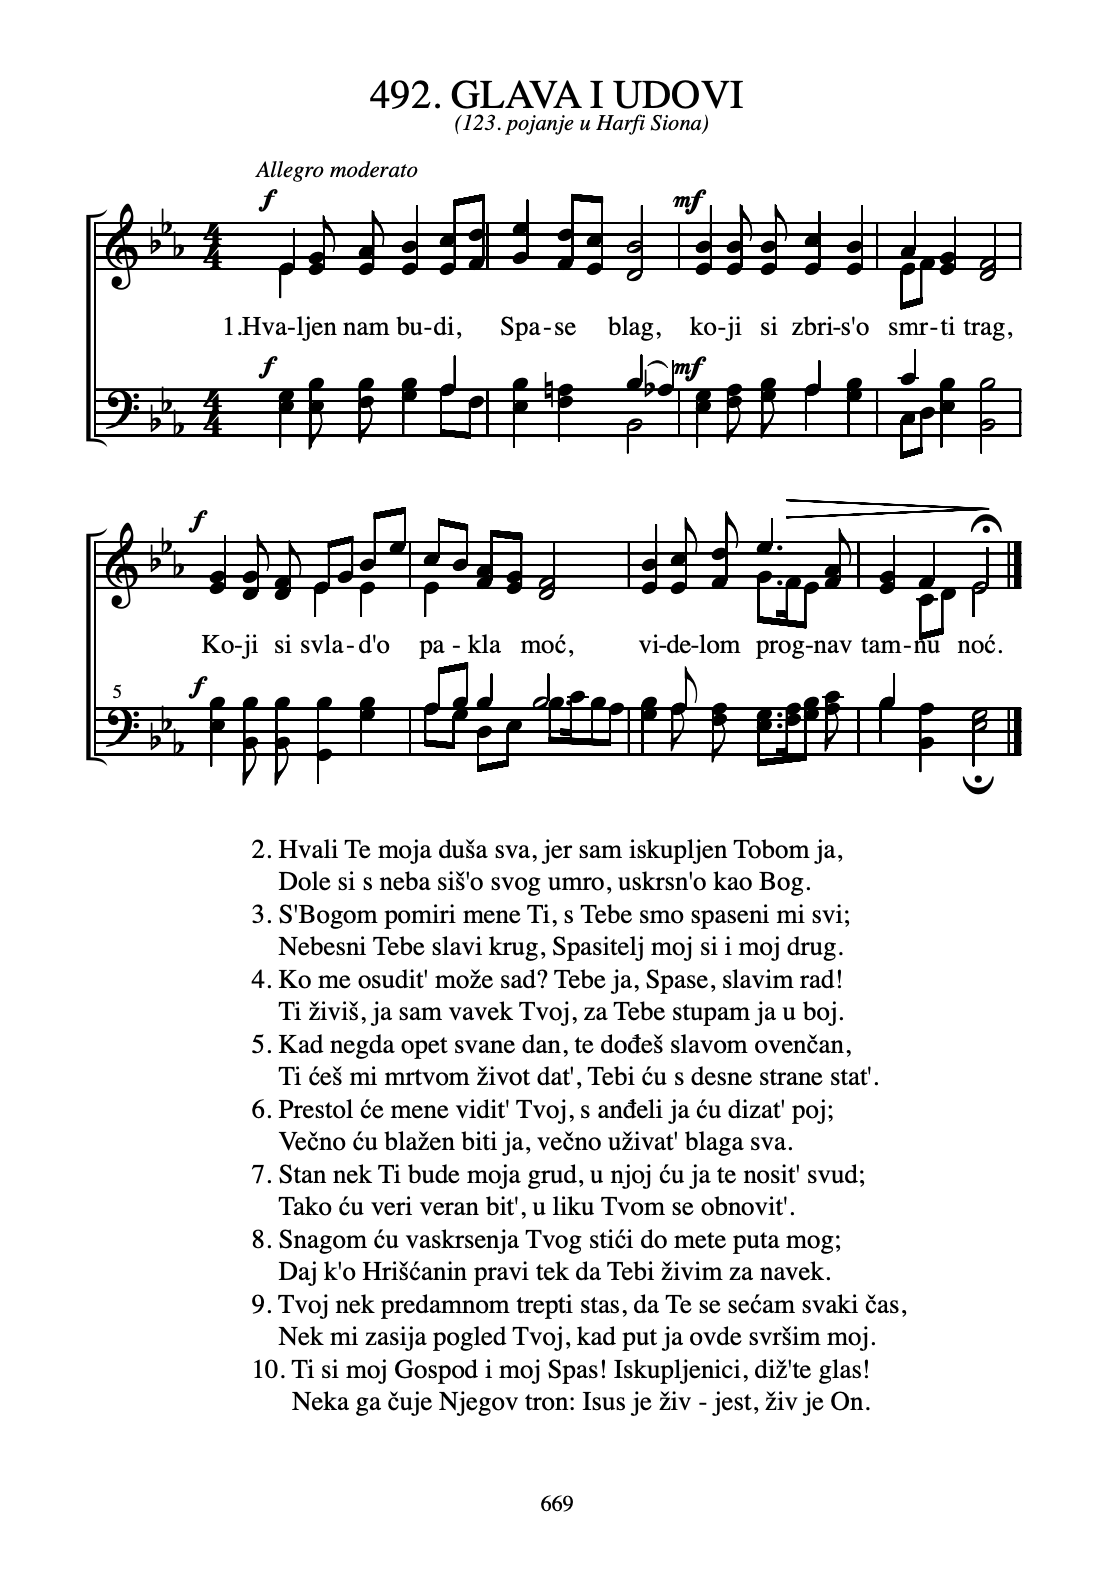 492. GLAVA I UDOVI
(123. pojanje u Harfi Siona)
Allegro moderato
f
mf
1.Hva-ljen nam bu-di, Spa-se blag, ko-ji si zbri-s'o smr-ti trag,
f
mf
f
Ko-ji si svla-d'o pa - kla moć, vi-de-lom prog-nav tam-nu noć.
5
f
2. Hvali Te moja duša sva, jer sam iskupljen Tobom ja,
Dole si s neba siš'o svog umro, uskrsn'o kao Bog.
3. S'Bogom pomiri mene Ti, s Tebe smo spaseni mi svi;
Nebesni Tebe slavi krug, Spasitelj moj si i moj drug.
4. Ko me osudit' može sad? Tebe ja, Spase, slavim rad!
Ti živiš, ja sam vavek Tvoj, za Tebe stupam ja u boj.
5. Kad negda opet svane dan, te dođeš slavom ovenčan,
Ti ćeš mi mrtvom život dat', Tebi ću s desne strane stat'.
6. Prestol će mene vidit' Tvoj, s anđeli ja ću dizat' poj;
Večno ću blažen biti ja, večno uživat' blaga sva.
7. Stan nek Ti bude moja grud, u njoj ću ja te nosit' svud;
Tako ću veri veran bit', u liku Tvom se obnovit'.
8. Snagom ću vaskrsenja Tvog stići do mete puta mog;
Daj k'o Hrišćanin pravi tek da Tebi živim za navek.
9. Tvoj nek predamnom trepti stas, da Te se sećam svaki čas,
Nek mi zasija pogled Tvoj, kad put ja ovde svršim moj.
10. Ti si moj Gospod i moj Spas! Iskupljenici, diž'te glas!
Neka ga čuje Njegov tron: Isus je živ - jest, živ je On.
669